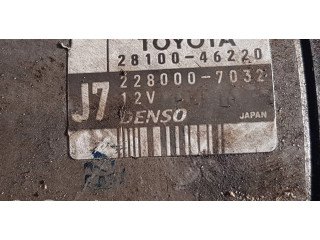 TOYOTA
28100-46220
228000-7032
J7
12V
DENSO
JAPAN